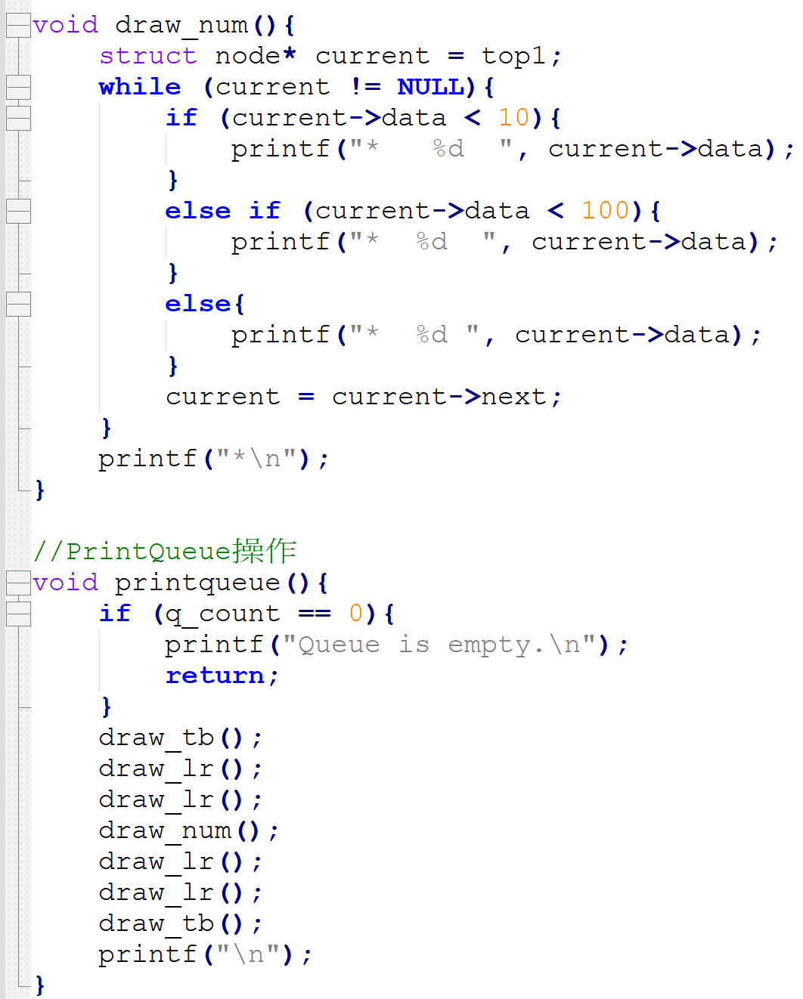 void draw_num(){
    struct node* current = top1;
    while (current != NULL){
        if (current->data < 10){
            printf("*   %d  ", current->data);
        }
        else if (current->data < 100){
            printf("*  %d  ", current->data);
        }
        else{
            printf("*  %d ", current->data);
        }
        current = current->next;
    }
    printf("*\n");
}

//PrintQueue操作
void printqueue(){
    if (q_count == 0){
        printf("Queue is empty.\n");
        return;
    }
    draw_tb();
    draw_lr();
    draw_lr();
    draw_num();
    draw_lr();
    draw_lr();
    draw_tb();
    printf("\n");
}